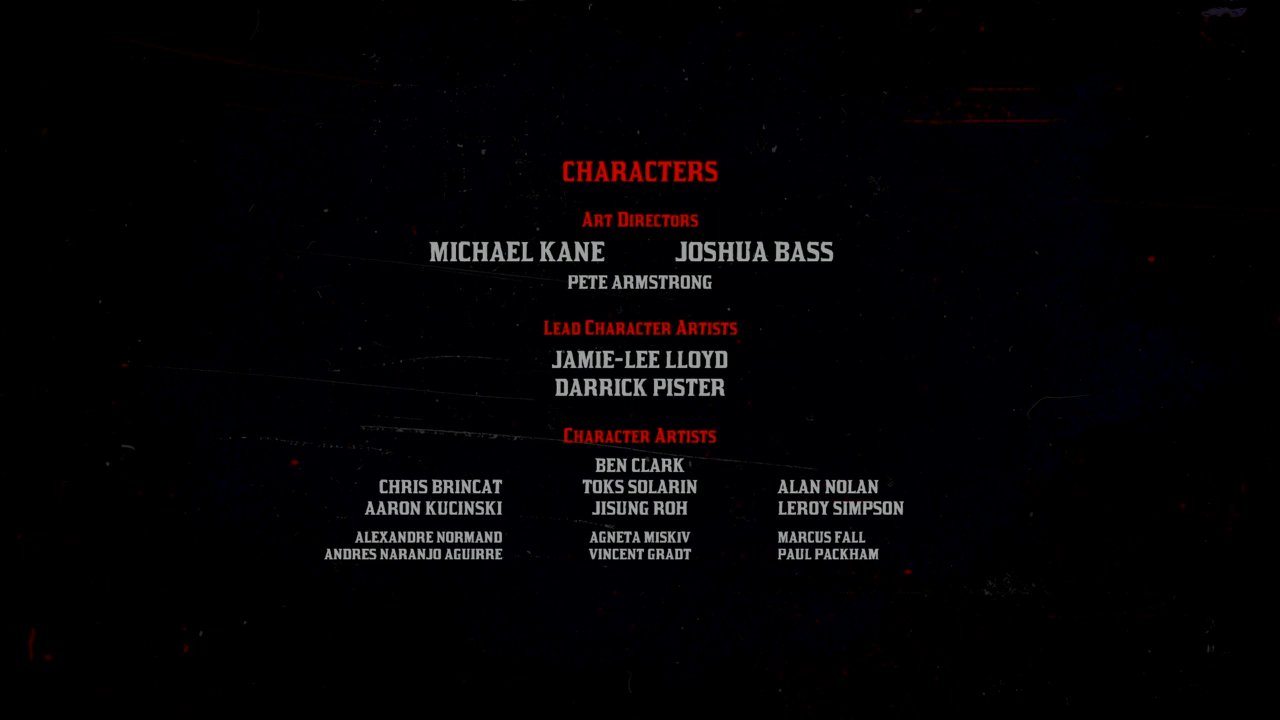 CHARACTERS
ART DIRECTORS
MICHAEL KANE JOSHUA BASS
PETE ARMSTRONG
LEAD CHARACTER ARTISTS
JAMIE-LEE LLOYD
DARRICK PISTER
CHARACTER ARTISTS
BEN CLARK
CHRIS BRINCAT TOKS SOLARIN ALAN NOLAN
AARON KUCINSKI JISUNG ROH LEROY SIMPSON
ALEXANDRE NORMAND AGNETA MISKIV MARCUS FALL
ANDRES NARANJO AGUIRRE VINCENT GRADT PAUL PACKHAM